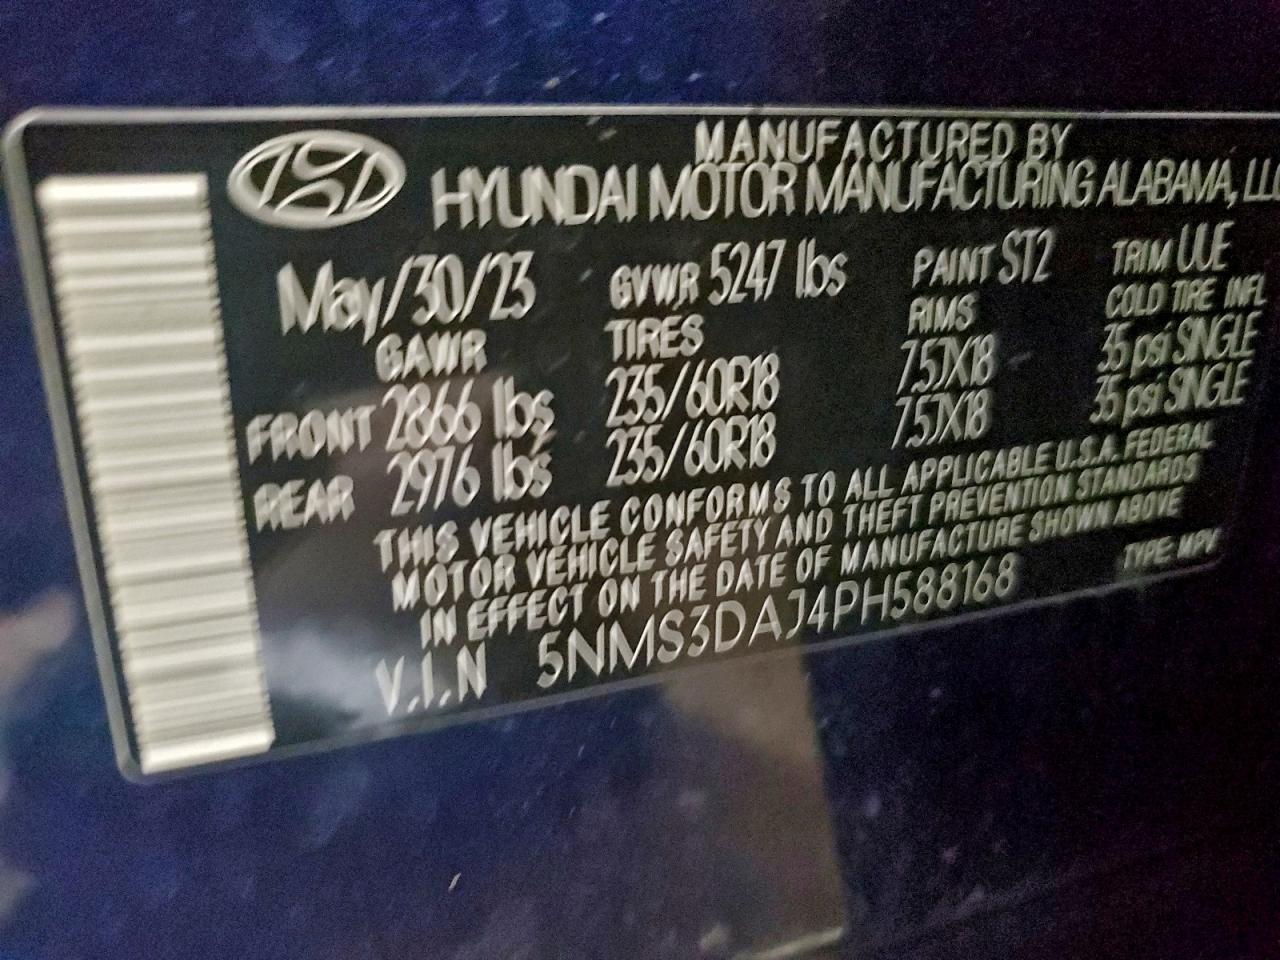 MANUFACTURED BY
HYUNDAI MOTOR MANUFACTURING ALABAMA, LLC
May/30/23 GVWR 5247 lbs PAINT ST2 TRIM UUE
GAWR TIRES RIMS COLD TIRE INFL
FRONT 2866 lbs 235/60R18 7.5JX18 35 psi SINGLE
REAR 2976 lbs 235/60R18 7.5JX18 35 psi SINGLE
THIS VEHICLE CONFORMS TO ALL APPLICABLE U.S.A. FEDERAL
MOTOR VEHICLE SAFETY AND THEFT PREVENTION STANDARDS
IN EFFECT ON THE DATE OF MANUFACTURE SHOWN ABOVE
V.I.N 5NMS3DAJ4PH588168 TYPE: MPV